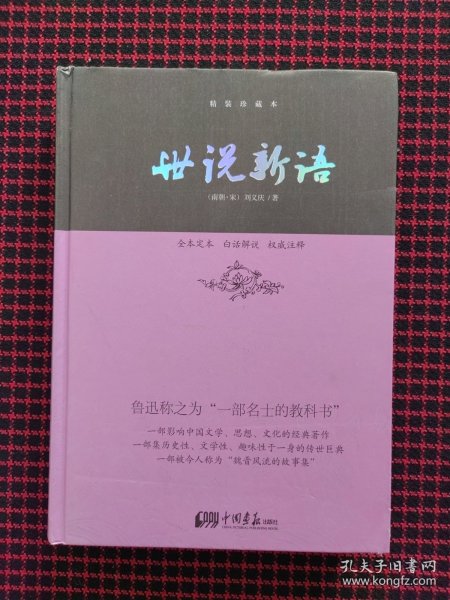 精装珍藏本
世说新语
（南朝·宋）刘义庆／著
全本定本 白话解说 权威注释
鲁迅称之为“一部名士的教科书”
一部影响中国文学、思想、文化的经典著作
一部集历史性、文学性、趣味性于一身的传世巨典
一部被今人称为“魏晋风流的故事集”
中国画报出版社
孔夫子旧书网
www.kongfz.com